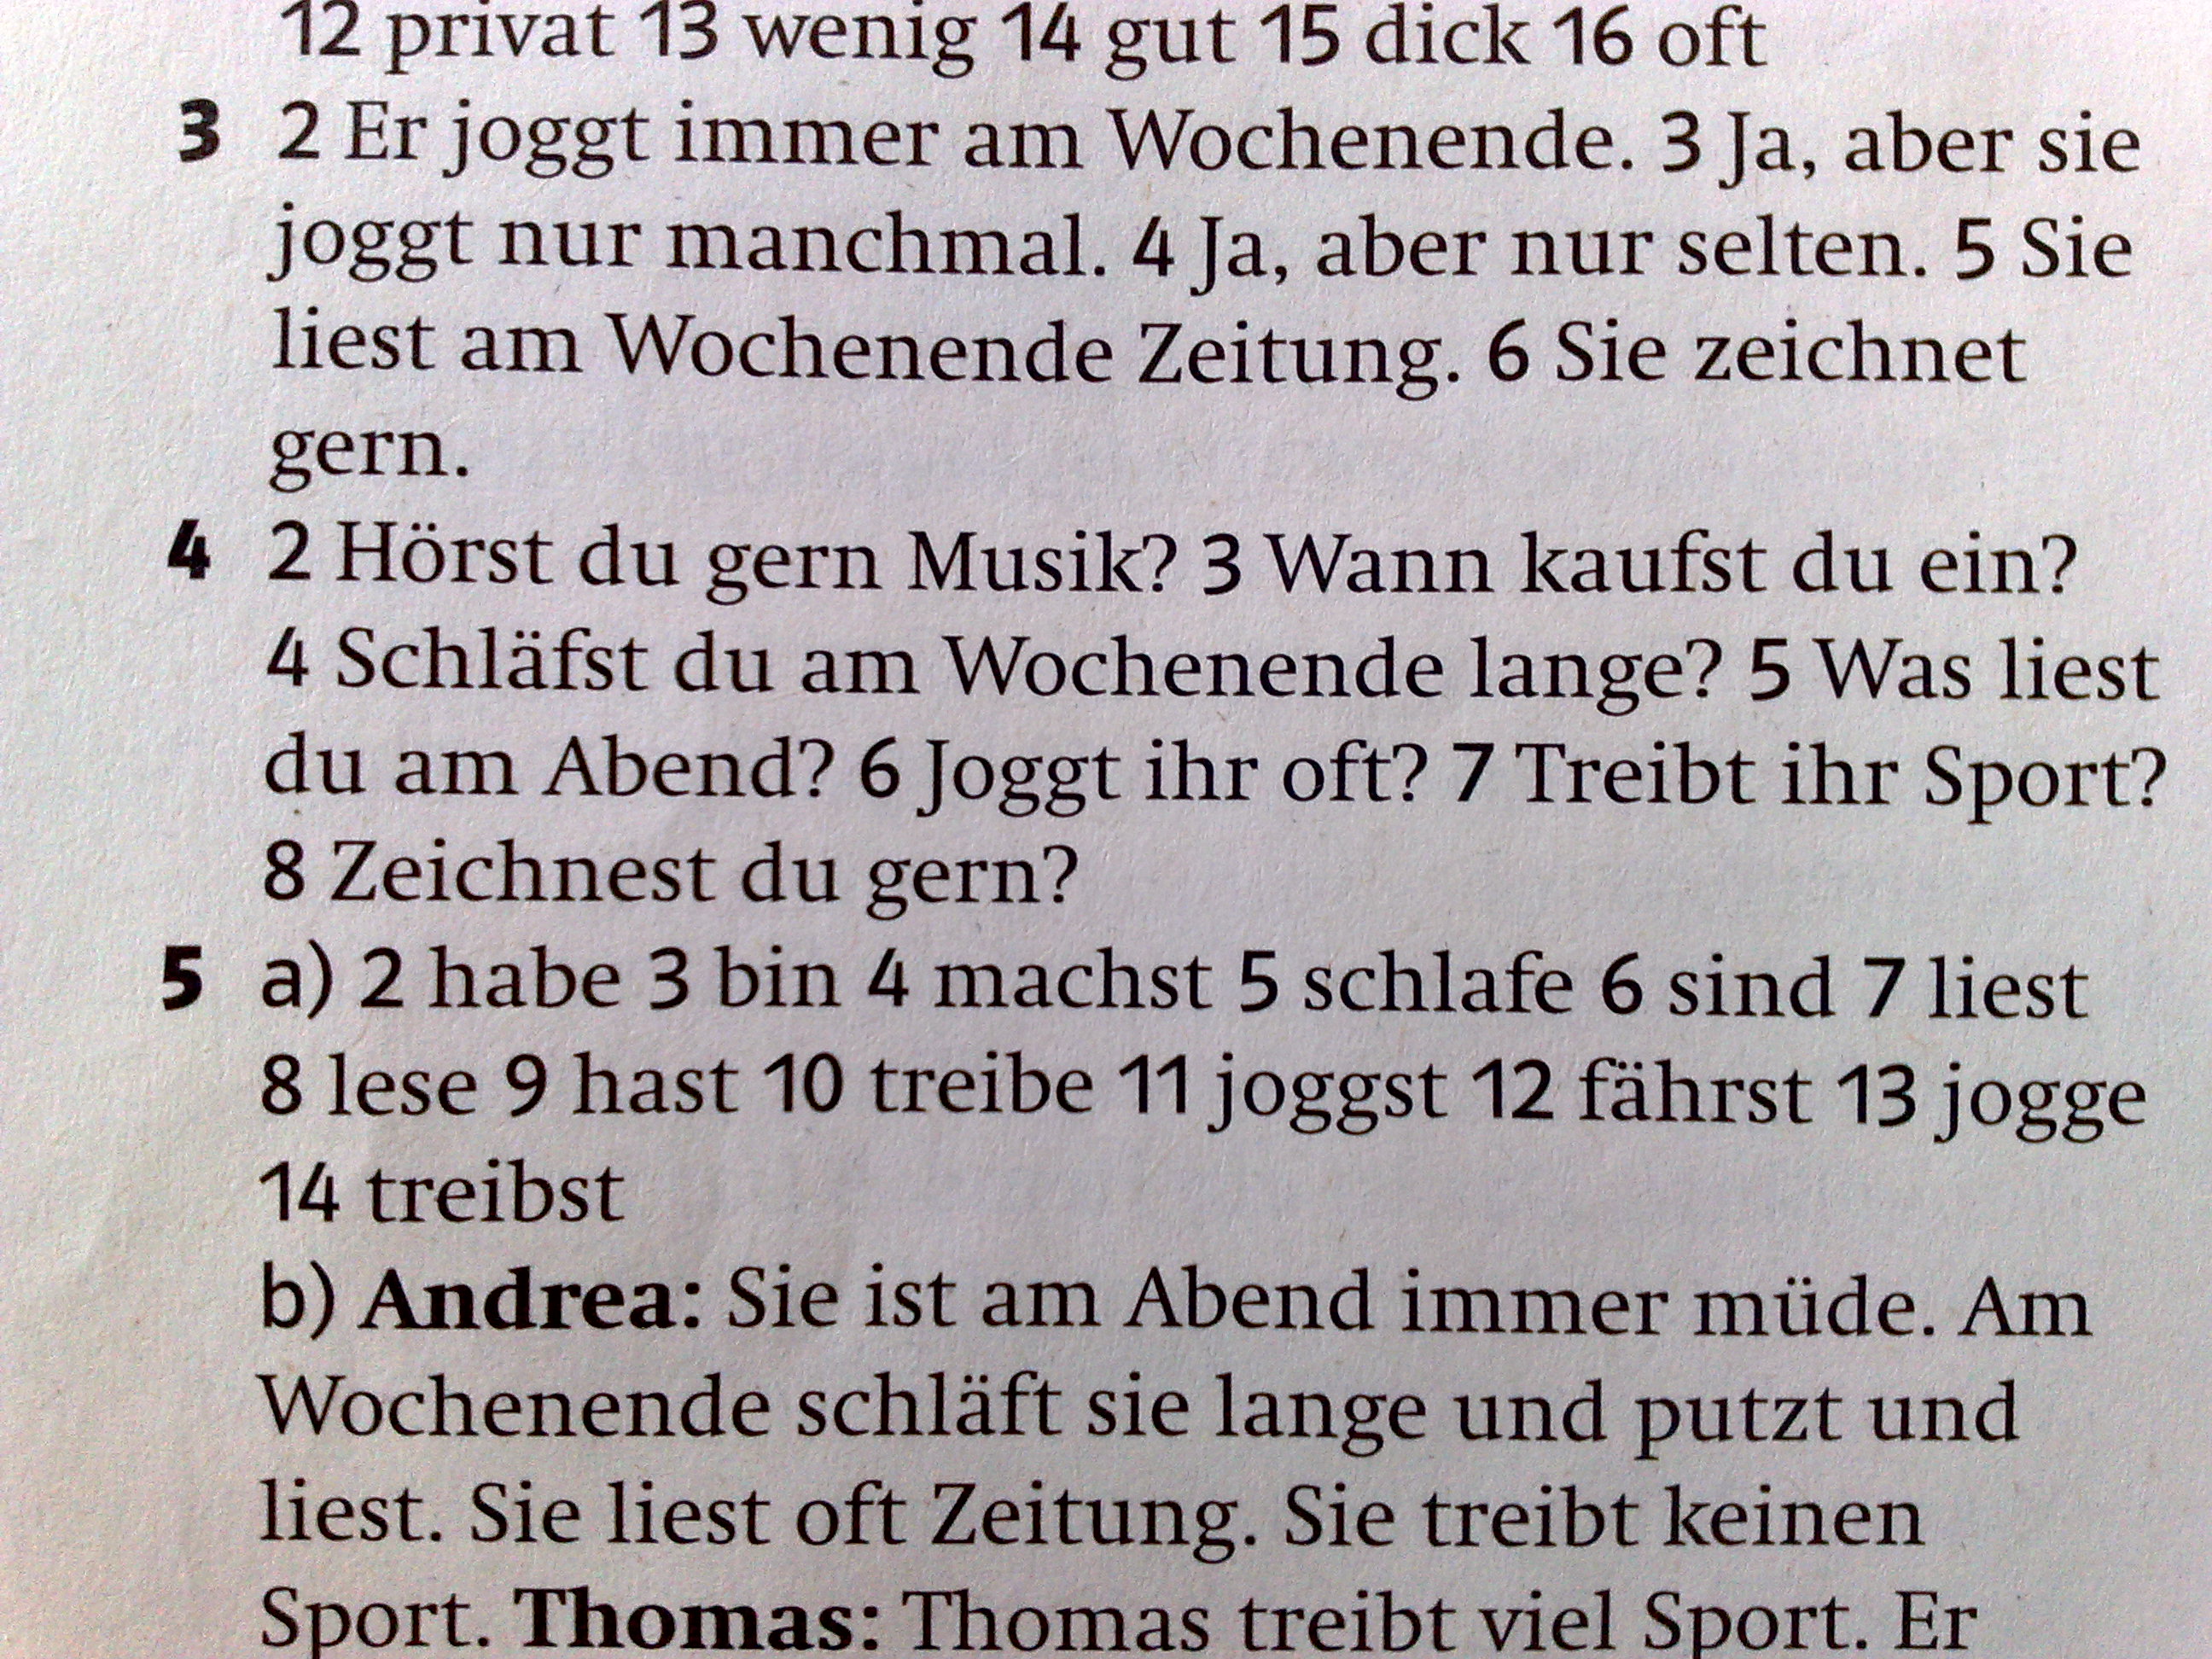 12 privat 13 wenig 14 gut 15 dick 16 oft
3 2 Er joggt immer am Wochenende. 3 Ja, aber sie
joggt nur manchmal. 4 Ja, aber nur selten. 5 Sie
liest am Wochenende Zeitung. 6 Sie zeichnet
gern.
4 2 Hörst du gern Musik? 3 Wann kaufst du ein?
4 Schläfst du am Wochenende lange? 5 Was liest
du am Abend? 6 Joggt ihr oft? 7 Treibt ihr Sport?
8 Zeichnest du gern?
5 a) 2 habe 3 bin 4 machst 5 schlafe 6 sind 7 liest
8 lese 9 hast 10 treibe 11 joggst 12 fährst 13 jogge
14 treibst
b) Andrea: Sie ist am Abend immer müde. Am
Wochenende schläft sie lange und putzt und
liest. Sie liest oft Zeitung. Sie treibt keinen
Sport. Thomas: Thomas treibt viel Sport. Er